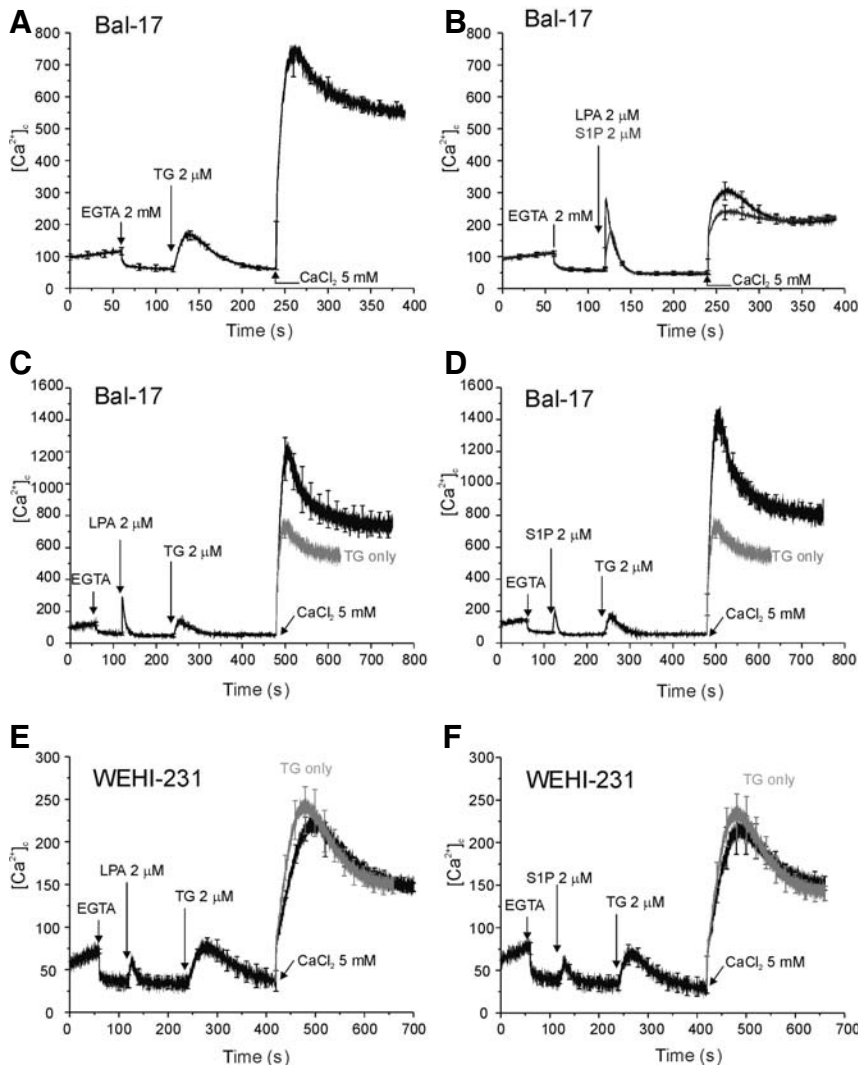 A
Bal-17
800
700
600
500
400
300
200
100
0
[Ca²⁺]c
EGTA 2 mM
TG 2 μM
CaCl₂ 5 mM
0 50 100 150 200 250 300 350 400
Time (s)
B
Bal-17
800
700
600
500
400
300
200
100
0
[Ca²⁺]c
LPA 2 μM
S1P 2 μM
EGTA 2 mM
CaCl₂ 5 mM
0 50 100 150 200 250 300 350 400
Time (s)
C
Bal-17
1600
1400
1200
1000
800
600
400
200
0
[Ca²⁺]c
LPA 2 μM
EGTA
TG 2 μM
TG only
CaCl₂ 5 mM
0 100 200 300 400 500 600 700 800
Time (s)
D
Bal-17
1600
1400
1200
1000
800
600
400
200
0
[Ca²⁺]c
S1P 2 μM
EGTA
TG 2 μM
TG only
CaCl₂ 5 mM
0 100 200 300 400 500 600 700 800
Time (s)
E
WEHI-231
300
250
200
150
100
50
0
[Ca²⁺]c
TG only
LPA 2 μM
EGTA
TG 2 μM
CaCl₂ 5 mM
0 100 200 300 400 500 600 700
Time (s)
F
WEHI-231
300
250
200
150
100
50
0
[Ca²⁺]c
TG only
S1P 2 μM
EGTA
TG 2 μM
CaCl₂ 5 mM
0 100 200 300 400 500 600 700
Time (s)